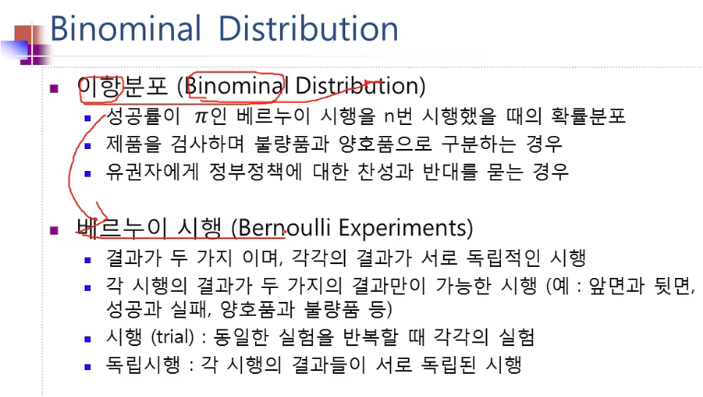 Binominal Distribution
이항분포 (Binominal Distribution)
성공률이 π인 베르누이 시행을 n번 시행했을 때의 확률분포
제품을 검사하며 불량품과 양호품으로 구분하는 경우
유권자에게 정부정책에 대한 찬성과 반대를 묻는 경우
베르누이 시행 (Bernoulli Experiments)
결과가 두 가지 이며, 각각의 결과가 서로 독립적인 시행
각 시행의 결과가 두 가지의 결과만이 가능한 시행 (예 : 앞면과 뒷면,
성공과 실패, 양호품과 불량품 등)
시행 (trial) : 동일한 실험을 반복할 때 각각의 실험
독립시행 : 각 시행의 결과들이 서로 독립된 시행